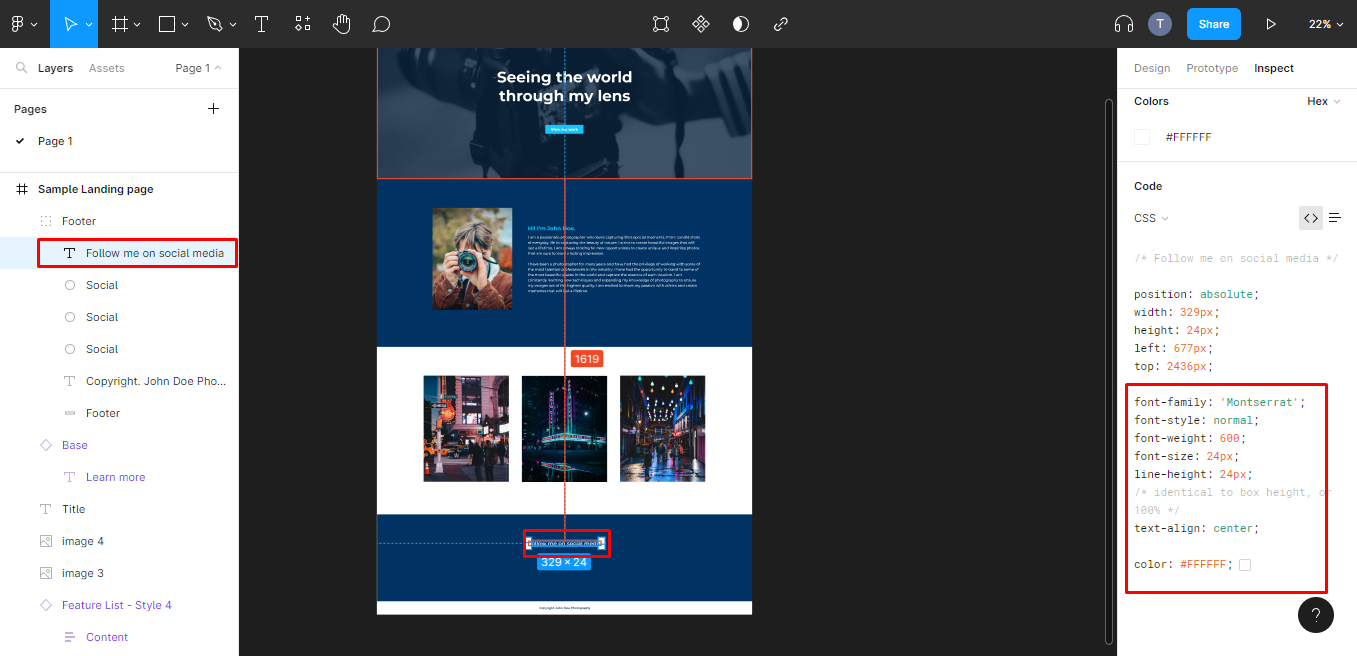 T
Share
22%
Layers
Assets
Page 1
Pages
Page 1
Sample Landing page
Footer
Follow me on social media
Social
Social
Social
Copyright. John Doe Pho...
Footer
Base
Learn more
Title
image 4
image 3
Feature List - Style 4
Content
Seeing the world
through my lens
View my work
Hi! I'm John Doe.
1619
Follow me on social media
329 × 24
Copyright. John Doe Photography
Design
Prototype
Inspect
Colors
Hex
#FFFFFF
Code
CSS
/* Follow me on social media */
position: absolute;
width: 329px;
height: 24px;
left: 677px;
top: 2436px;
font-family: 'Montserrat';
font-style: normal;
font-weight: 600;
font-size: 24px;
line-height: 24px;
/* identical to box height, or
100% */
text-align: center;
color: #FFFFFF;
?